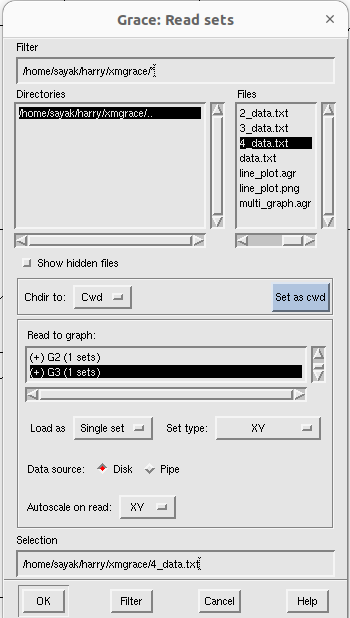 Grace: Read sets
Filter
/home/sayak/harry/xmgrace/*
Directories
/home/sayak/harry/xmgrace/..
Files
2_data.txt
3_data.txt
4_data.txt
data.txt
line_plot.agr
line_plot.png
multi_graph.agr
Show hidden files
Chdir to: Cwd Set as cwd
Read to graph:
(+) G2 (1 sets)
(+) G3 (1 sets)
Load as Single set Set type: XY
Data source: Disk Pipe
Autoscale on read: XY
Selection
/home/sayak/harry/xmgrace/4_data.txt
OK Filter Cancel Help